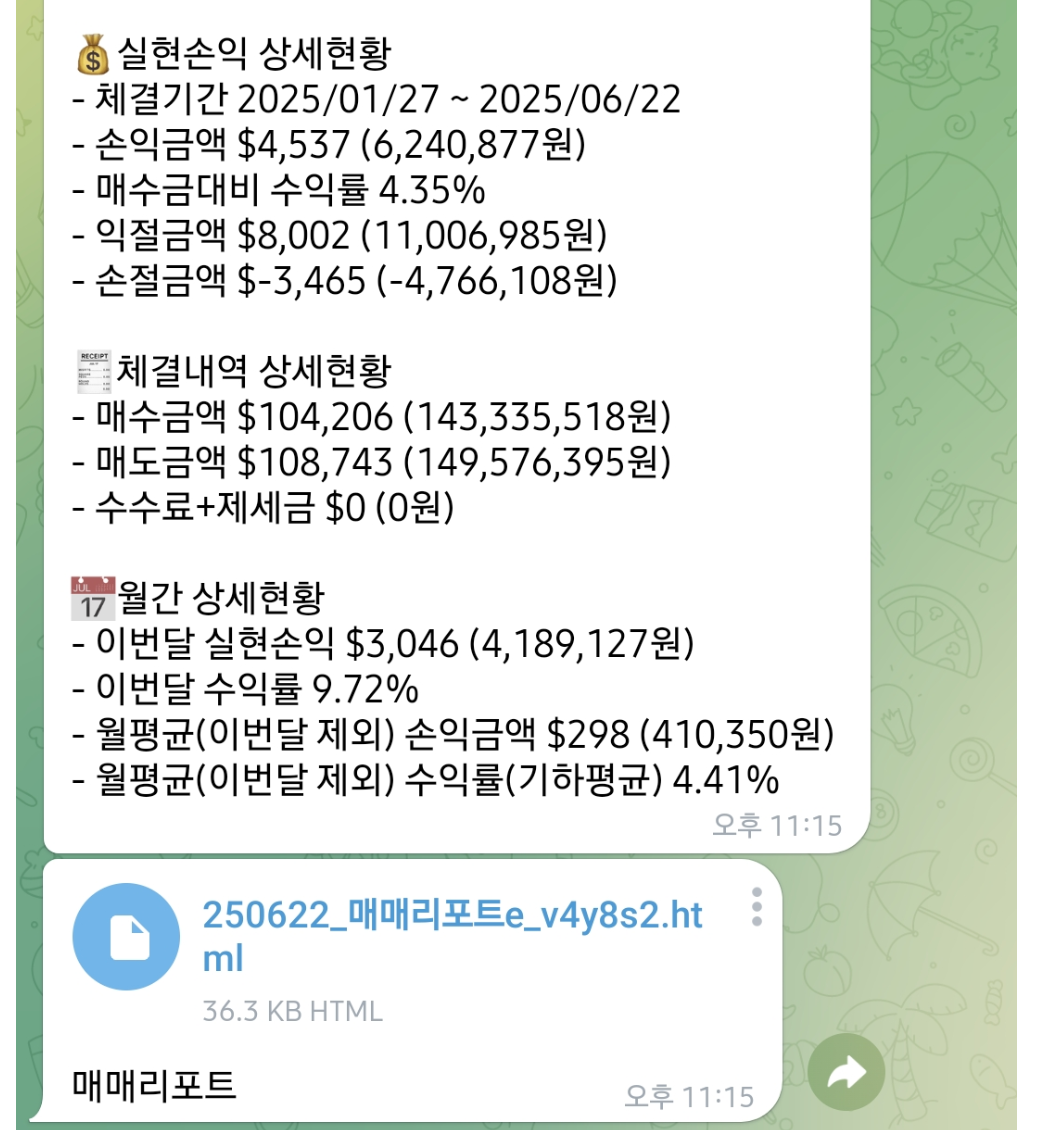 실현손익 상세현황
- 체결기간 2025/01/27 ~ 2025/06/22
- 손익금액 $4,537 (6,240,877원)
- 매수금대비 수익률 4.35%
- 익절금액 $8,002 (11,006,985원)
- 손절금액 $-3,465 (-4,766,108원)
RECEIPT
체결내역 상세현황
- 매수금액 $104,206 (143,335,518원)
- 매도금액 $108,743 (149,576,395원)
- 수수료+제세금 $0 (0원)
JUL
17 월간 상세현황
- 이번달 실현손익 $3,046 (4,189,127원)
- 이번달 수익률 9.72%
- 월평균(이번달 제외) 손익금액 $298 (410,350원)
- 월평균(이번달 제외) 수익률(기하평균) 4.41%
오후 11:15
250622_매매리포트e_v4y8s2.ht
ml
36.3 KB HTML
매매리포트
오후 11:15